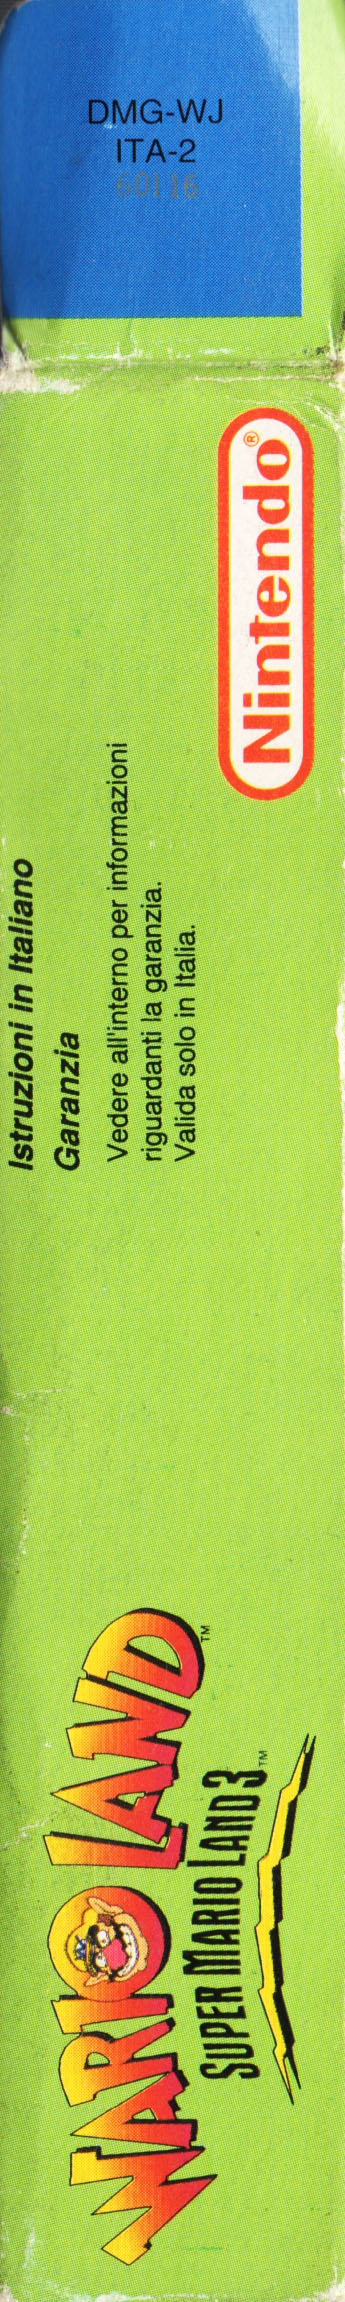 DMG-WJ
ITA-2
60116
Nintendo®
Istruzioni in Italiano
Garanzia
Vedere all'interno per informazioni
riguardanti la garanzia.
Valida solo in Italia.
WARIO LAND™
SUPER MARIO LAND 3™